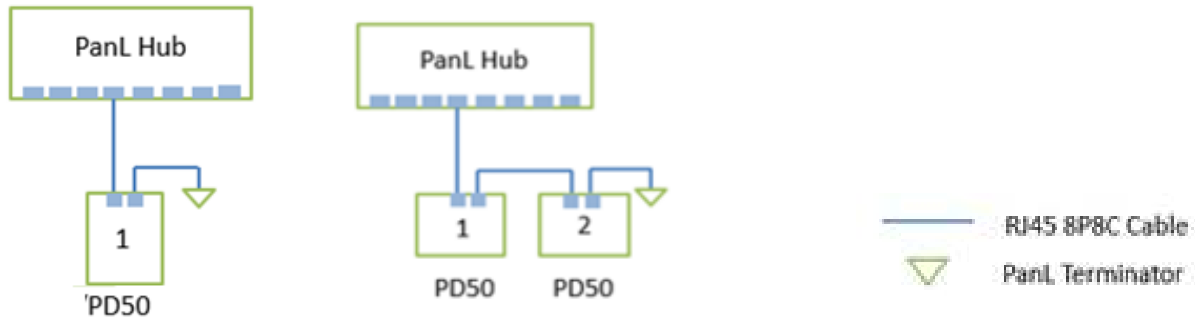 PanL Hub
1
'PD50
PanL Hub
1
2
PD50
PD50
RJ45 8P8C Cable
PanL Terminator